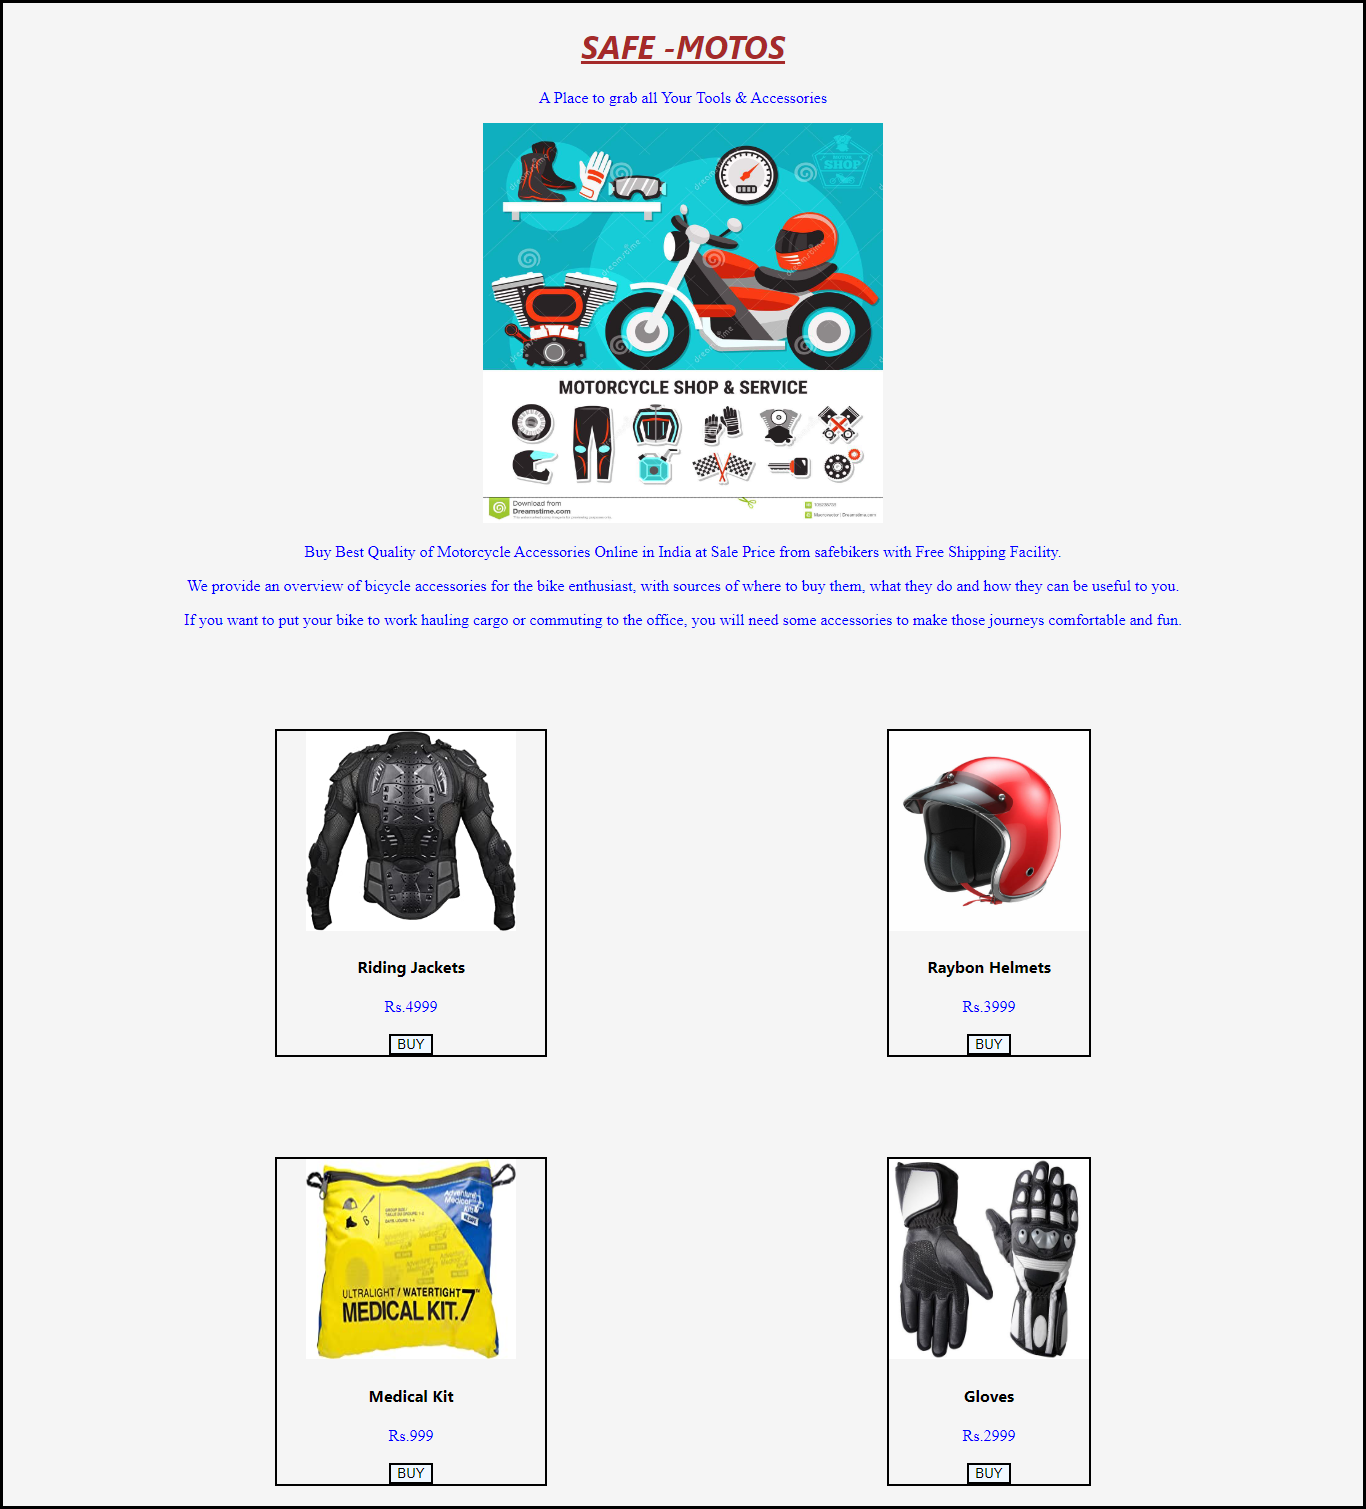 SAFE -MOTOS
A Place to grab all Your Tools & Accessories
SHOP
MOTORCYCLE SHOP & SERVICE
Download from
Dreamstime.com
Buy Best Quality of Motorcycle Accessories Online in India at Sale Price from safebikers with Free Shipping Facility.
We provide an overview of bicycle accessories for the bike enthusiast, with sources of where to buy them, what they do and how they can be useful to you.
If you want to put your bike to work hauling cargo or commuting to the office, you will need some accessories to make those journeys comfortable and fun.
Riding Jackets
Raybon Helmets
Rs.4999
Rs.3999
BUY
BUY
Adventure
Medical
Kits
ULTRALIGHT / WATERTIGHT
MEDICAL KIT .7
Medical Kit
Gloves
Rs.999
Rs.2999
BUY
BUY